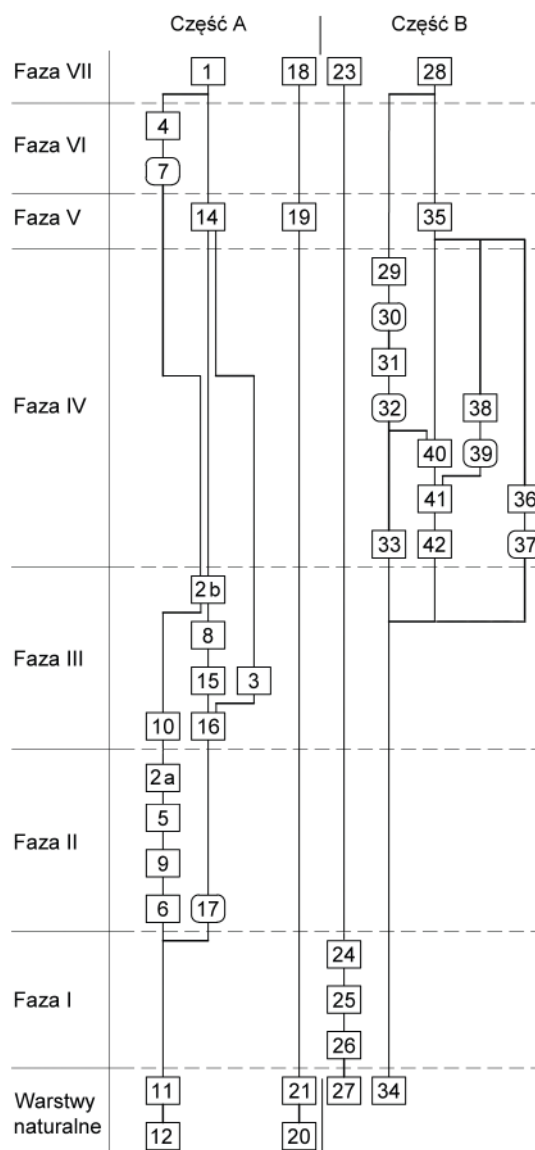 Część A Część B
Faza VII 1 18 23 28
4
Faza VI
7
Faza V 14 19 35
29
30
31
Faza IV 32 38
40 39
41 36
33 42 37
2b
8
Faza III
15 3
10 16
2a
5
Faza II
9
6 17
24
Faza I 25
26
11 21 27 34
Warstwy
naturalne
12 20